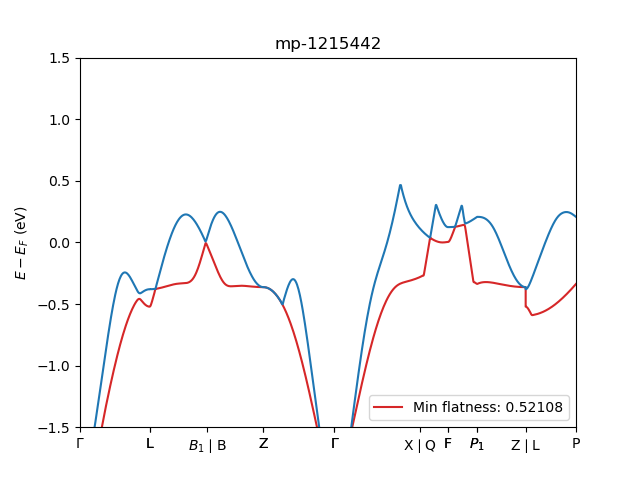 mp-1215442
E − E_F (eV)
1.5
1.0
0.5
0.0
−0.5
−1.0
−1.5
Min flatness: 0.52108
Γ L B₁ | B Z Γ X | Q F P₁ Z | L P